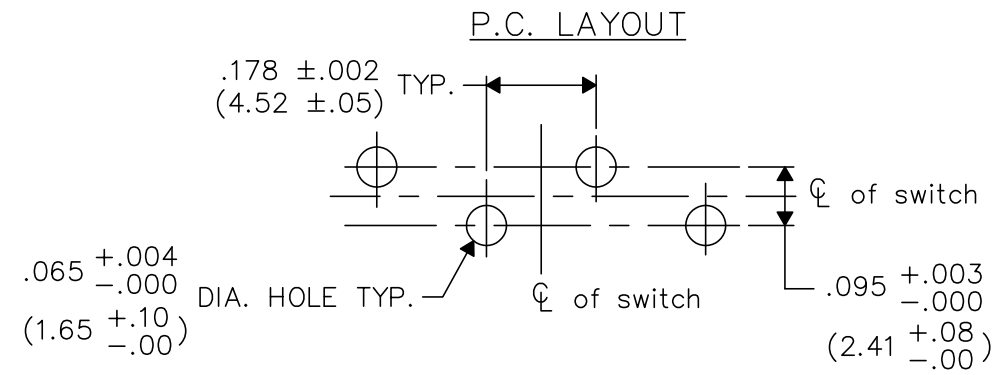 P.C. LAYOUT
.178 ±.002
(4.52 ±.05)
TYP.
℄ of switch
.065 +.004
-.000
(1.65 +.10
-.00)
DIA. HOLE TYP.
℄ of switch
.095 +.003
-.000
(2.41 +.08
-.00)